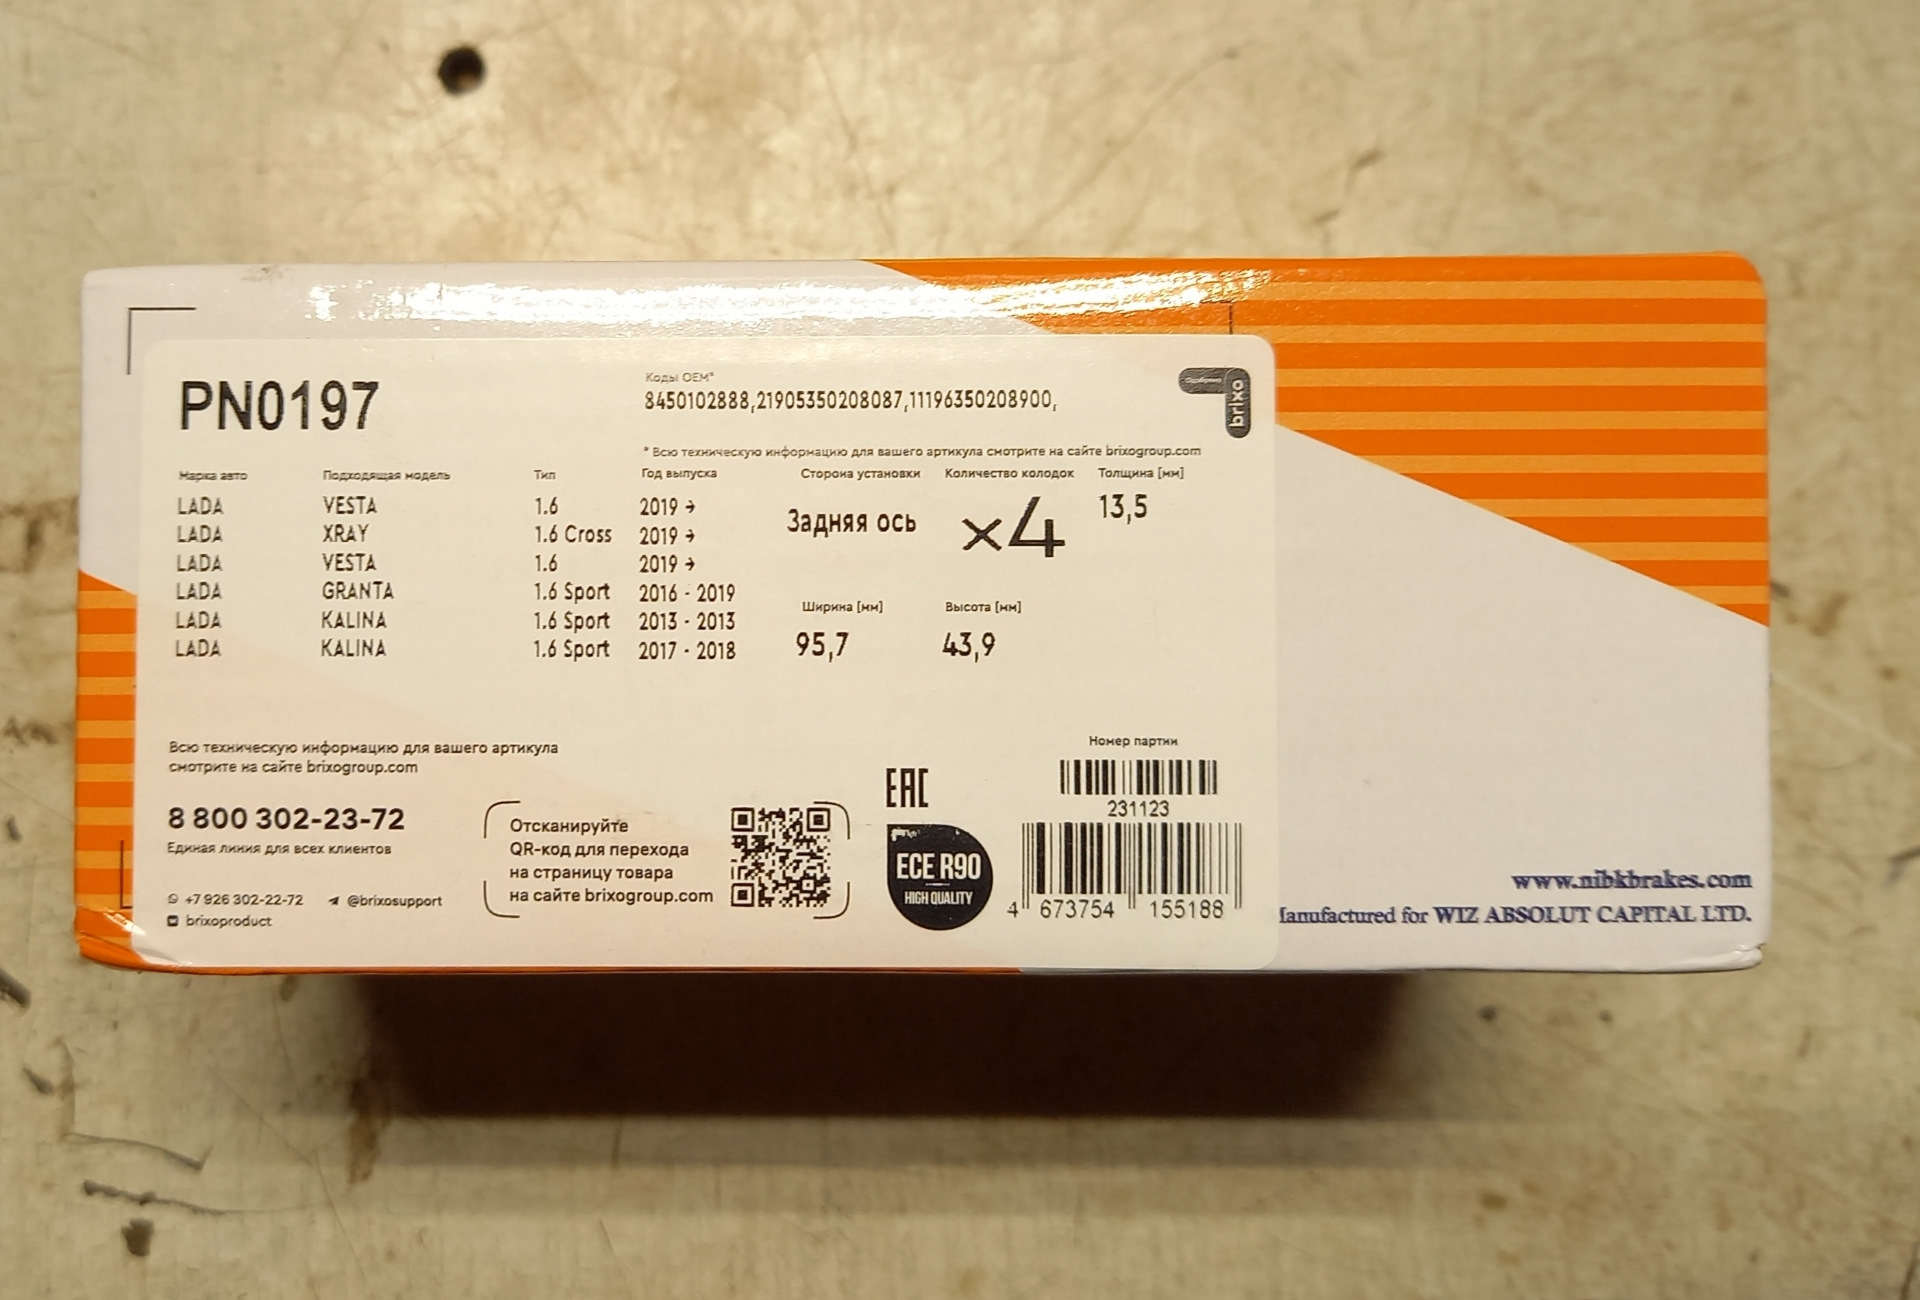 PN0197
Коды OEM*
8450102888,21905350208087,11196350208900,
brixo
* Всю техническую информацию для вашего артикула смотрите на сайте brixogroup.com
Марка авто Подходящая модель Тип Год выпуска Сторона установки Количество колодок Толщина [мм]
LADA VESTA 1.6 2019 →
LADA XRAY 1.6 Cross 2019 →
LADA VESTA 1.6 2019 →
LADA GRANTA 1.6 Sport 2016 - 2019
LADA KALINA 1.6 Sport 2013 - 2013
LADA KALINA 1.6 Sport 2017 - 2018
Задняя ось
×4
13,5
Ширина [мм] Высота [мм]
95,7 43,9
Всю техническую информацию для вашего артикула
смотрите на сайте brixogroup.com
8 800 302-23-72
Единая линия для всех клиентов
+7 926 302-22-72 @brixosupport
brixoproduct
Отсканируйте
QR-код для перехода
на страницу товара
на сайте brixogroup.com
EAC
ECE R90
HIGH QUALITY
Номер партии
231123
4 673754 155188
www.nibkbrakes.com
for WIZ ABSOLUT CAPITAL LTD.